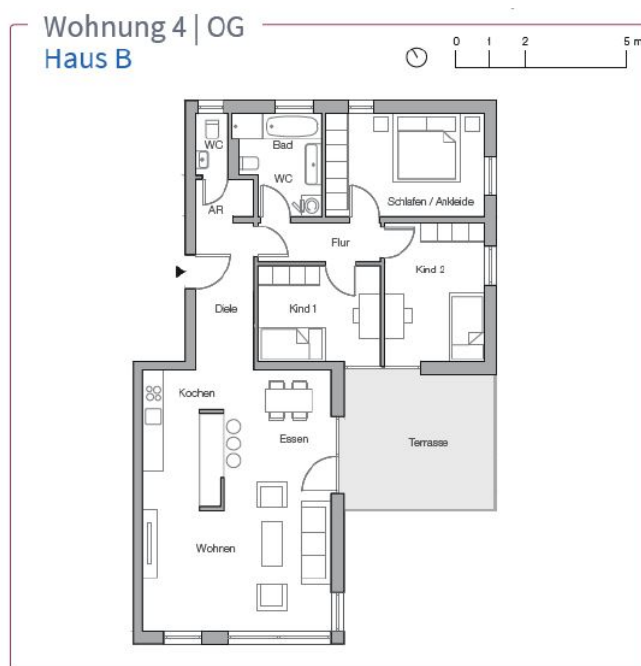 Wohnung 4 | OG
Haus B
0 1 2 5 m
WC
Bad
WC
Schlafen / Ankleide
AR
Flur
Kind 2
Diele
Kind 1
Kochen
Essen
Terrasse
Wohnen